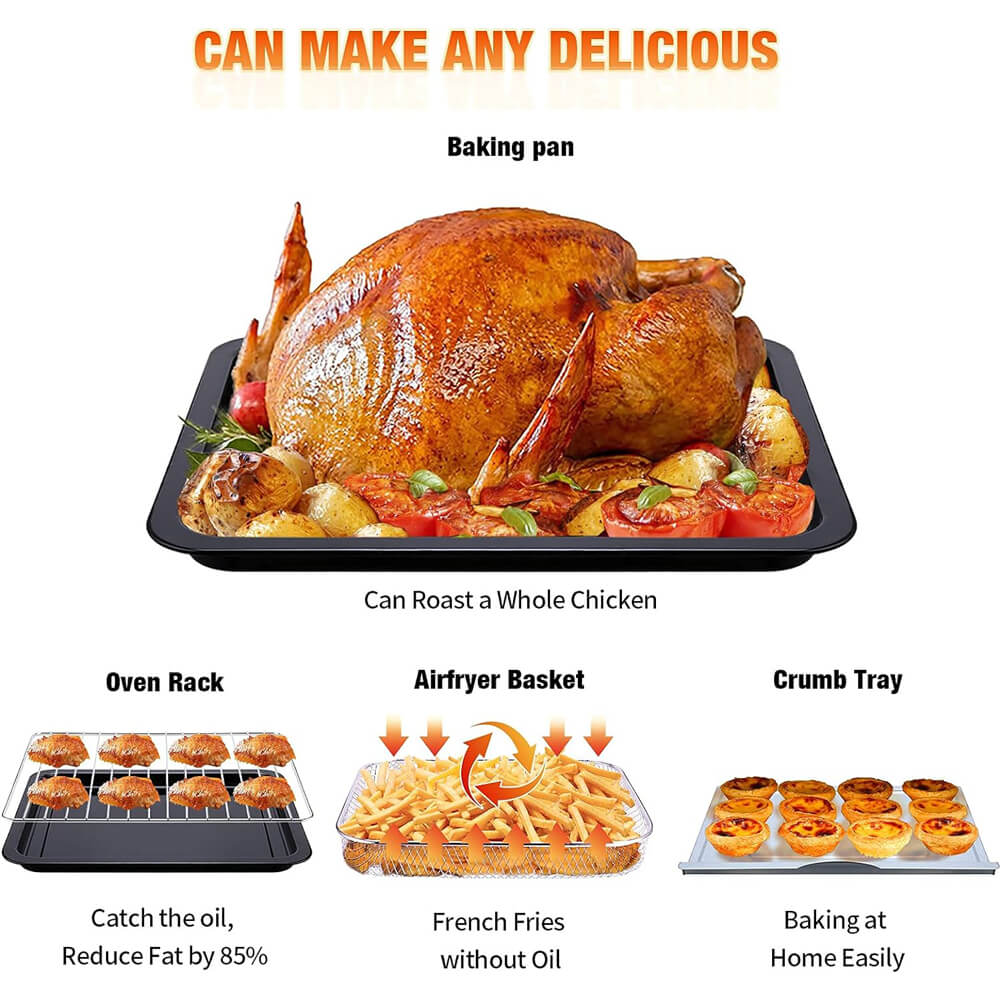 CAN MAKE ANY DELICIOUS
Baking pan
Can Roast a Whole Chicken
Oven Rack
Catch the oil,
Reduce Fat by 85%
Airfryer Basket
French Fries
without Oil
Crumb Tray
Baking at
Home Easily